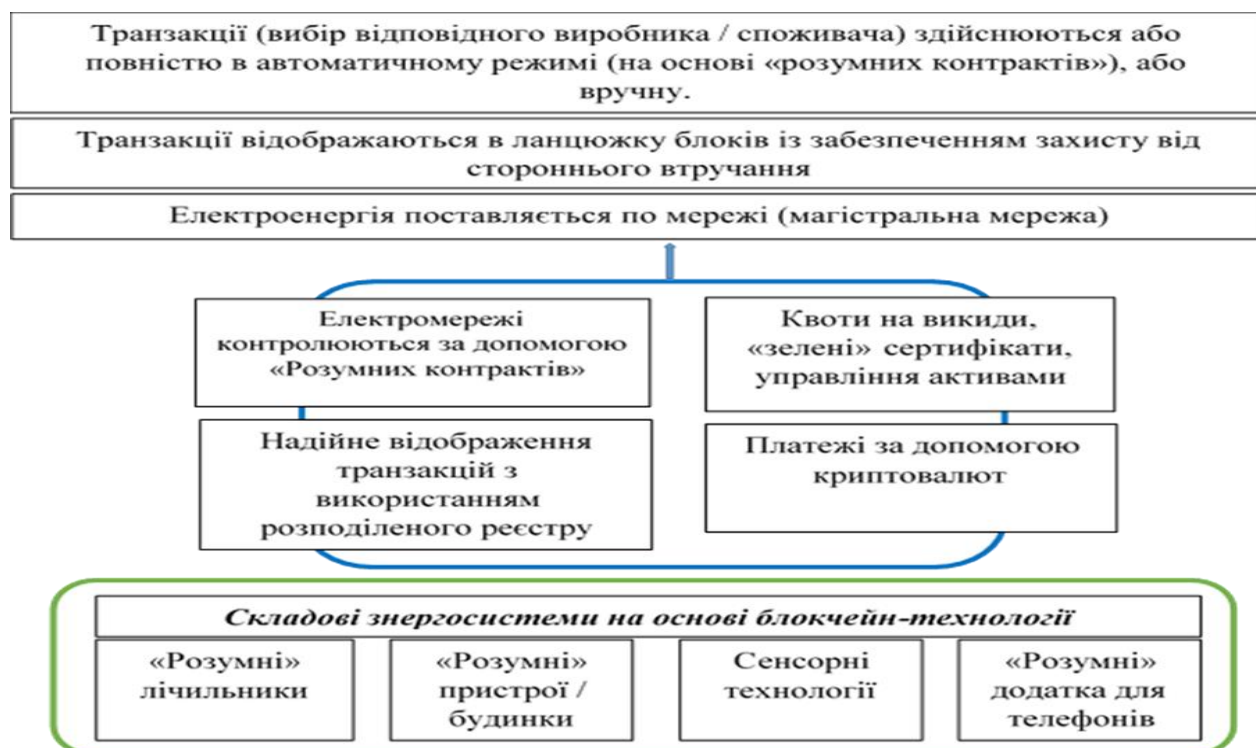 Транзакції (вибір відповідного виробника / споживача) здійснюються або
повністю в автоматичному режимі (на основі «розумних контрактів»), або
вручну.
Транзакції відображаються в ланцюжку блоків із забезпеченням захисту від
стороннього втручання
Електроенергія поставляється по мережі (магістральна мережа)
Електромережі
контролюються за допомогою
«Розумних контрактів»
Квоти на викиди,
«зелені» сертифікати,
управління активами
Надійне відображення
транзакцій з
використанням
розподіленого реєстру
Платежі за допомогою
криптовалют
Складові знергосистеми на основі блокчейн-технології
«Розумні»
лічильники
«Розумні»
пристрої /
будинки
Сенсорні
технології
«Розумні»
додатка для
телефонів